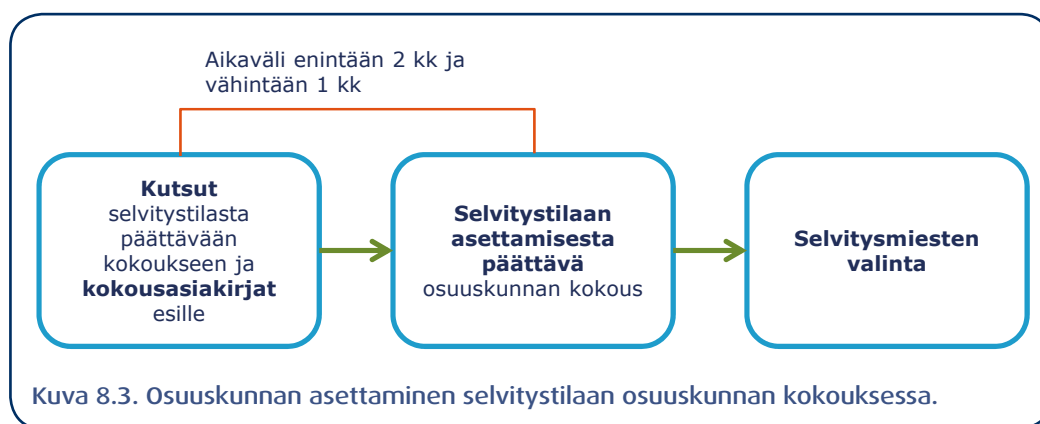 Aikaväli enintään 2 kk ja
vähintään 1 kk
Kutsut
selvitystilasta
päättävään
kokoukseen ja
kokousasiakirjat
esille
Selvitystilaan
asettamisesta
päättävä
osuuskunnan kokous
Selvitysmiesten
valinta
Kuva 8.3. Osuuskunnan asettaminen selvitystilaan osuuskunnan kokouksessa.